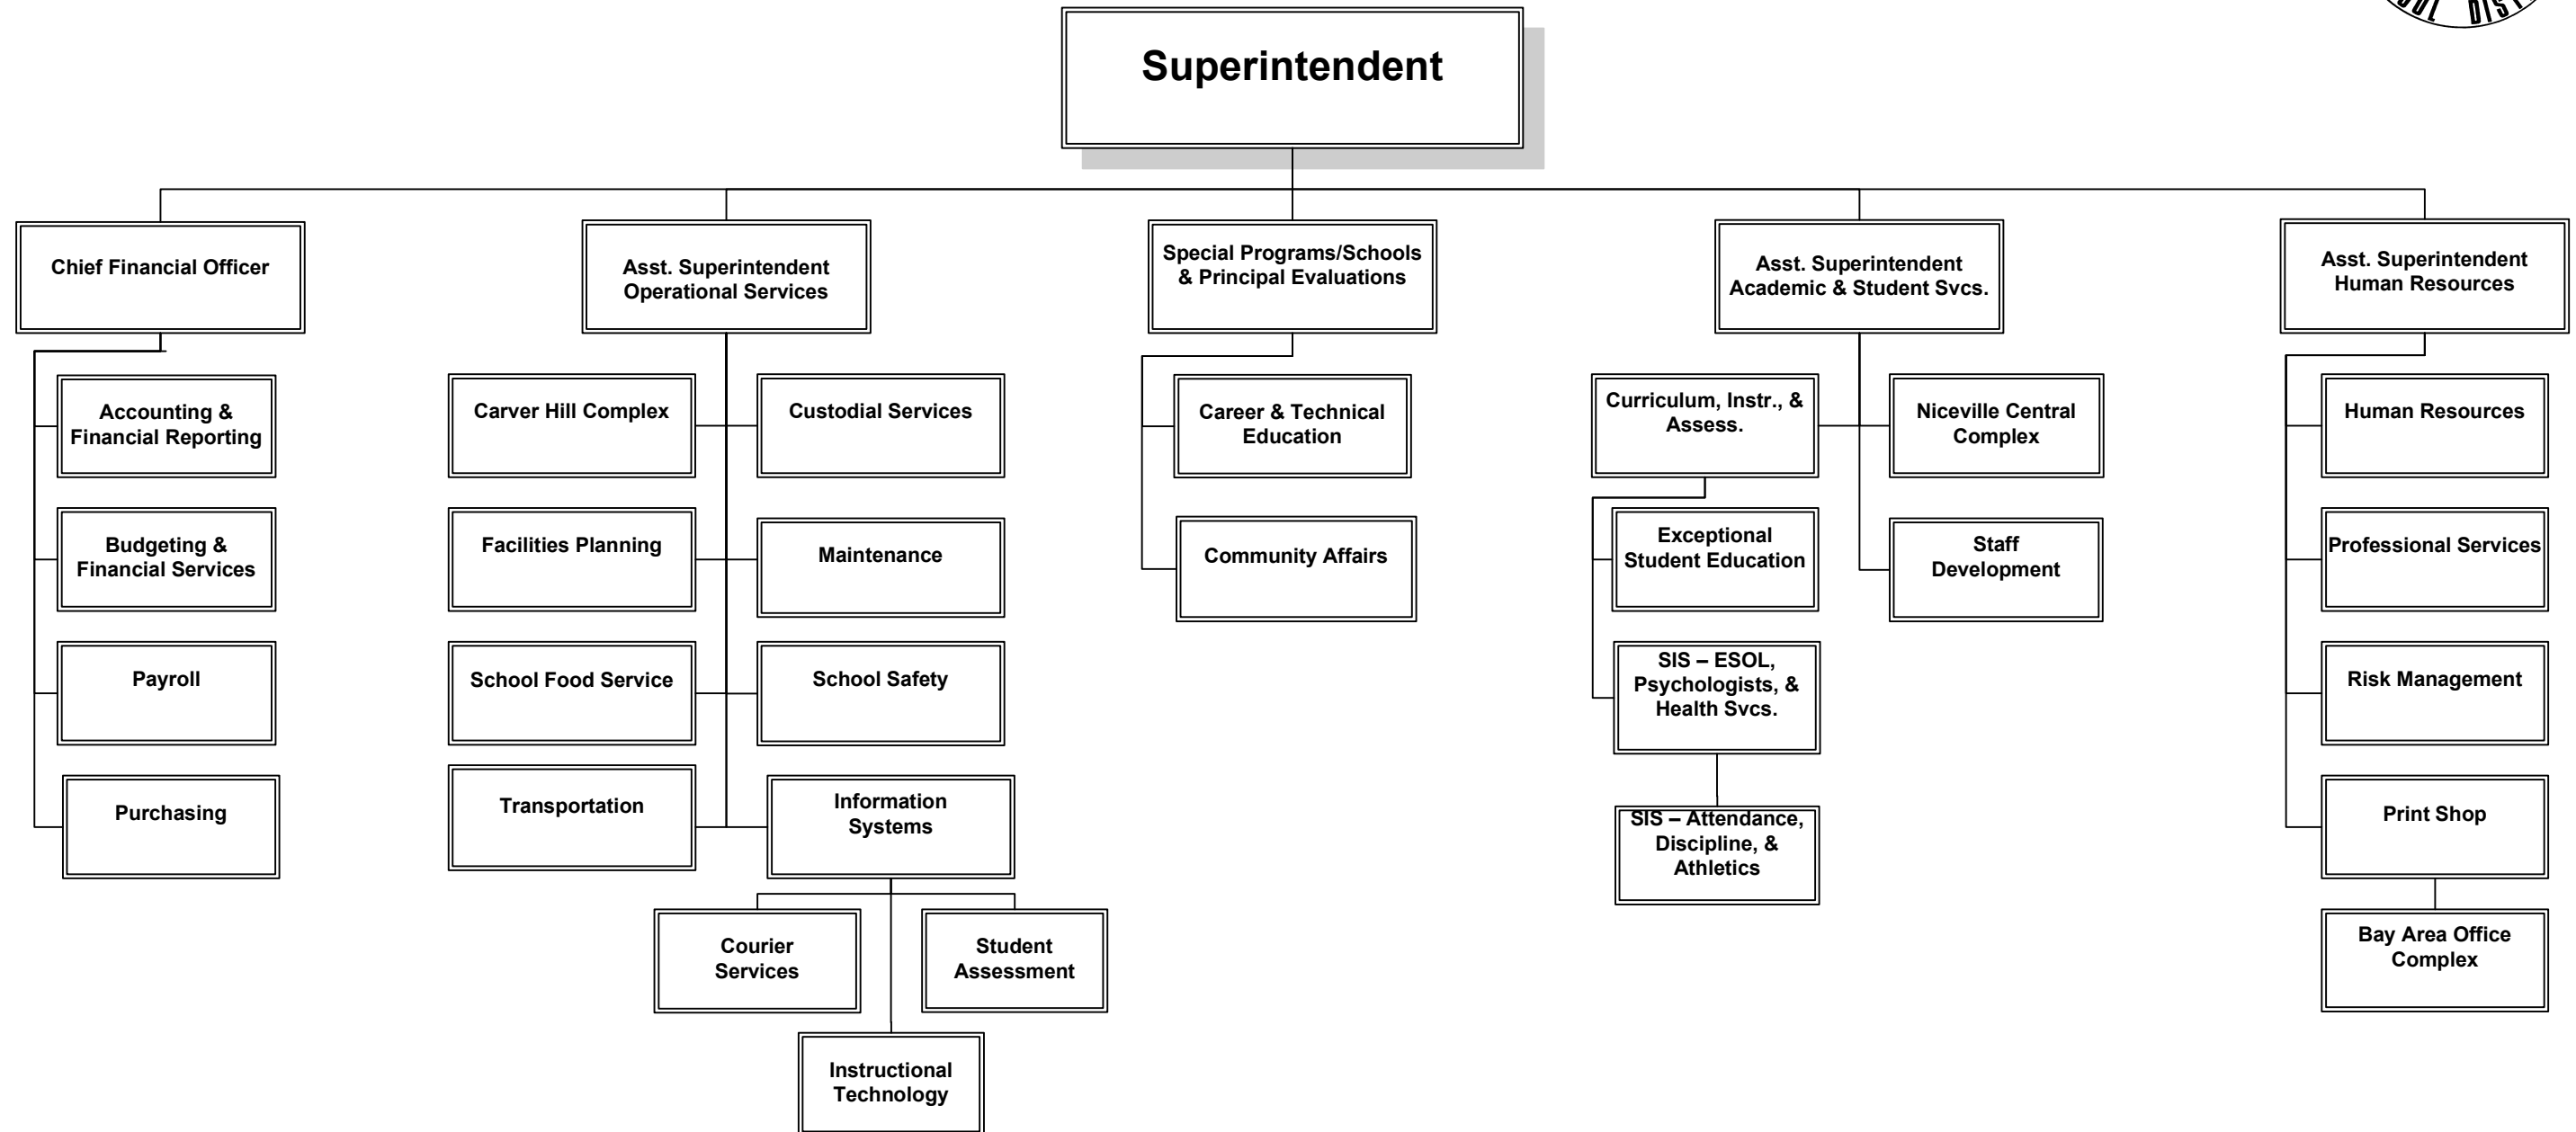 Superintendent
Chief Financial Officer
Asst. Superintendent
Operational Services
Special Programs/Schools
& Principal Evaluations
Asst. Superintendent
Academic & Student Svcs.
Asst. Superintendent
Human Resources
Accounting &
Financial Reporting
Budgeting &
Financial Services
Payroll
Purchasing
Carver Hill Complex
Custodial Services
Facilities Planning
Maintenance
School Food Service
School Safety
Transportation
Information
Systems
Courier
Services
Student
Assessment
Instructional
Technology
Career & Technical
Education
Community Affairs
Curriculum, Instr., &
Assess.
Niceville Central
Complex
Exceptional
Student Education
Staff
Development
SIS – ESOL,
Psychologists, &
Health Svcs.
SIS – Attendance,
Discipline, &
Athletics
Human Resources
Professional Services
Risk Management
Print Shop
Bay Area Office
Complex